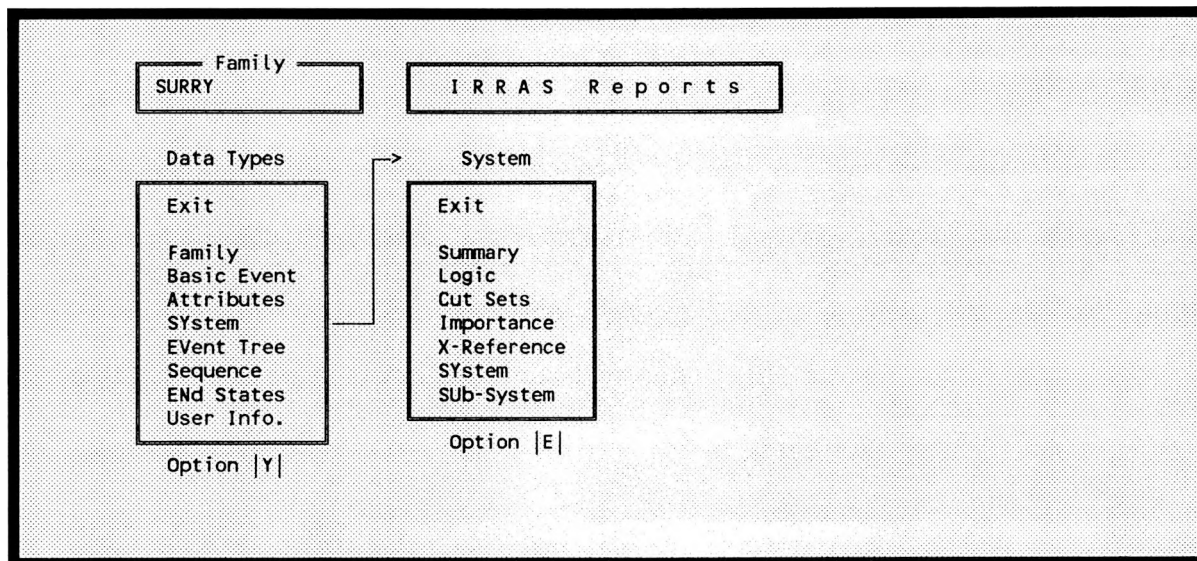 Family
SURRY
I R R A S   R e p o r t s
Data Types
Exit
Family
Basic Event
Attributes
SYstem
EVent Tree
Sequence
ENd States
User Info.
Option |Y|
System
Exit
Summary
Logic
Cut Sets
Importance
X-Reference
SYstem
SUb-System
Option |E|